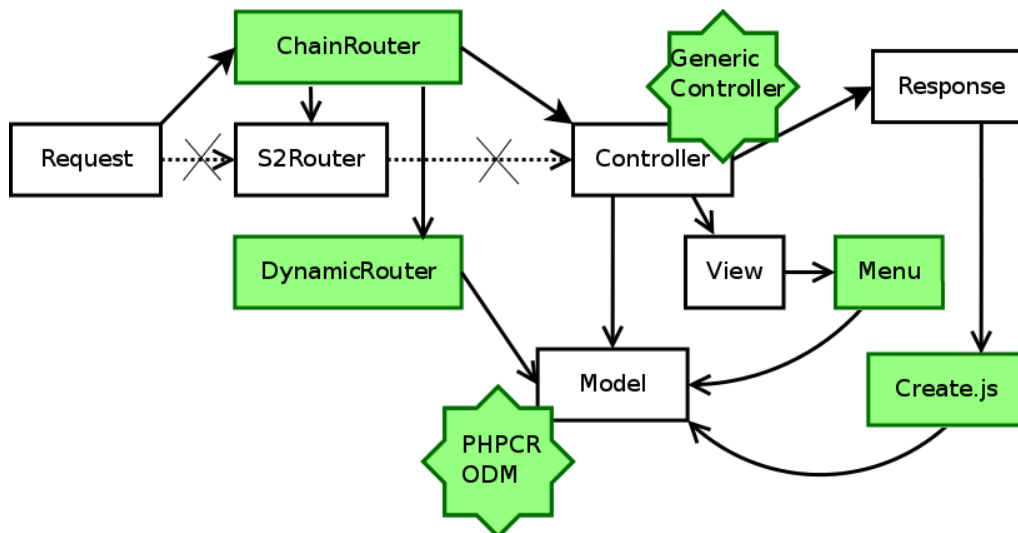 ChainRouter
Generic
Controller
Response
Request
S2Router
Controller
DynamicRouter
View
Menu
Model
Create.js
PHPCR
ODM